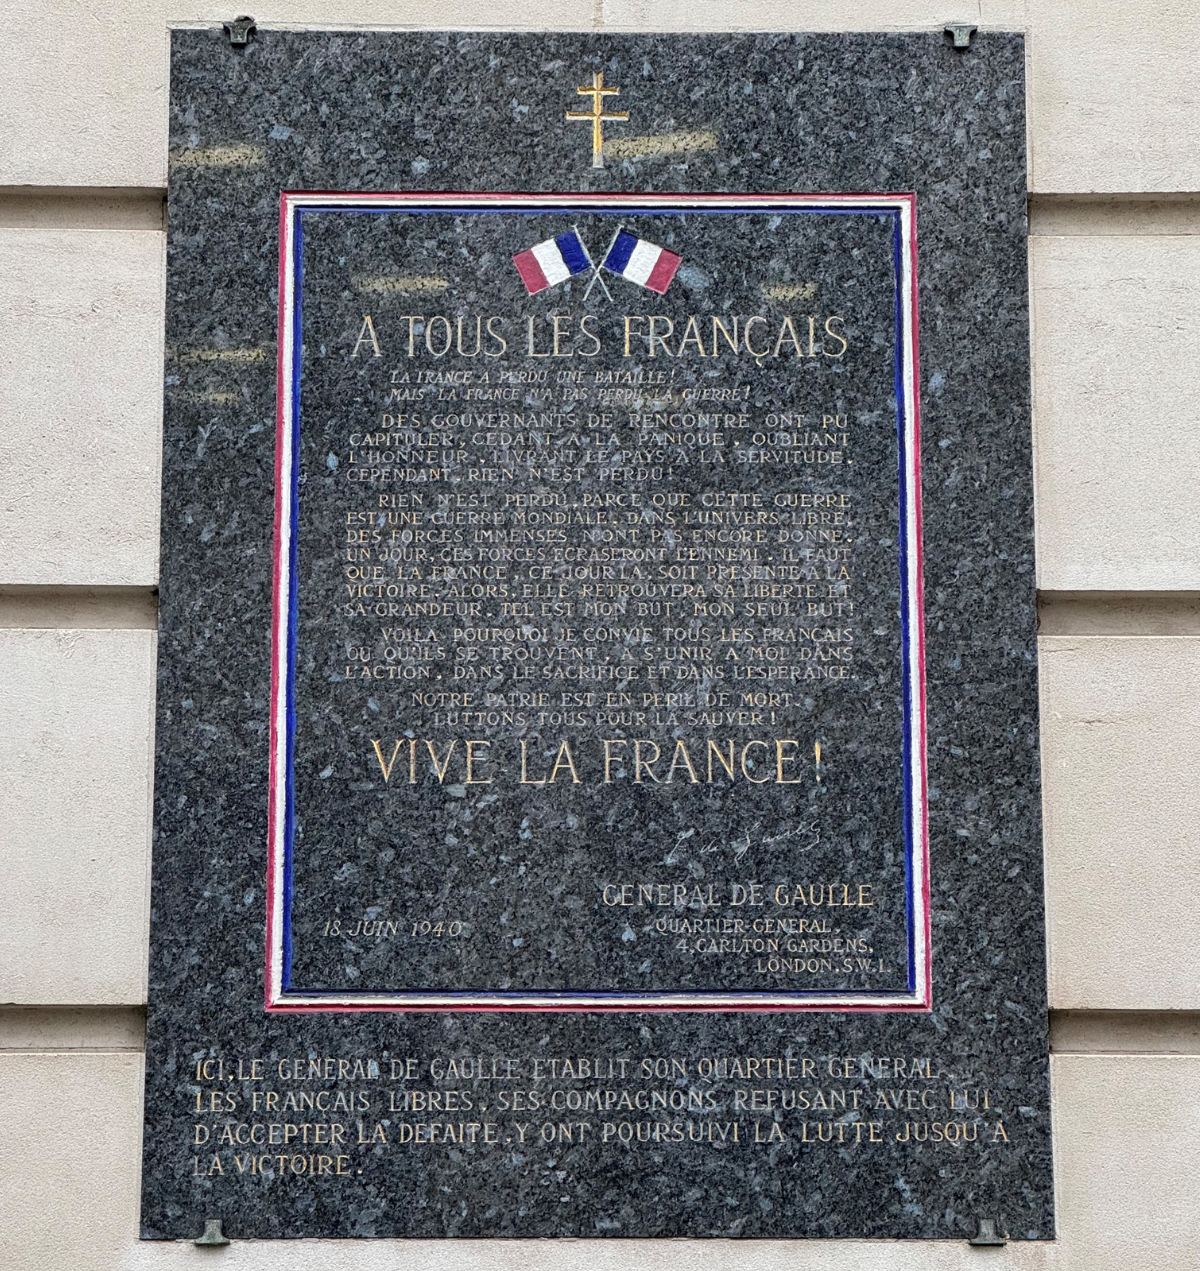 A TOUS LES FRANÇAIS
LA FRANCE A PERDU UNE BATAILLE!
MAIS LA FRANCE N'A PAS PERDU LA GUERRE!
DES GOUVERNANTS DE RENCONTRE ONT PU
CAPITULER, CEDANT A LA PANIQUE, OUBLIANT
L'HONNEUR, LIVRANT LE PAYS A LA SERVITUDE.
CEPENDANT, RIEN N'EST PERDU!
RIEN N'EST PERDU, PARCE QUE CETTE GUERRE
EST UNE GUERRE MONDIALE. DANS L'UNIVERS LIBRE,
DES FORCES IMMENSES N'ONT PAS ENCORE DONNE.
UN JOUR, CES FORCES ECRASERONT L'ENNEMI. IL FAUT
QUE LA FRANCE, CE JOUR LA, SOIT PRESENTE A LA
VICTOIRE. ALORS, ELLE RETROUVERA SA LIBERTE ET
SA GRANDEUR. TEL EST MON BUT, MON SEUL BUT!
VOILA POURQUOI JE CONVIE TOUS LES FRANÇAIS
OU QU'ILS SE TROUVENT, A S'UNIR A MOI DANS
L'ACTION, DANS LE SACRIFICE ET DANS L'ESPERANCE.
NOTRE PATRIE EST EN PERIL DE MORT.
LUTTONS TOUS POUR LA SAUVER!
VIVE LA FRANCE!
GENERAL DE GAULLE
18 JUIN 1940
QUARTIER-GENERAL,
4, CARLTON GARDENS,
LONDON. S.W.1.
ICI, LE GENERAL DE GAULLE ETABLIT SON QUARTIER GENERAL.
LES FRANÇAIS LIBRES, SES COMPAGNONS REFUSANT AVEC LUI
D'ACCEPTER LA DEFAITE, Y ONT POURSUIVI LA LUTTE JUSQU'A
LA VICTOIRE.